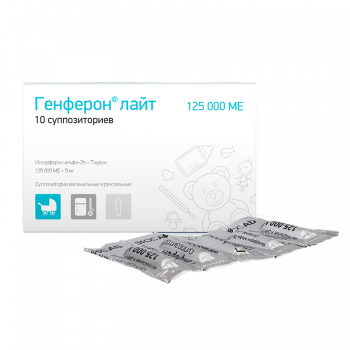 Генферон® лайт 125 000 МЕ
10 суппозиториев
Интерферон альфа-2b + Таурин
125 000 МЕ + 5 мг
Суппозитории вагинальные и ректальные